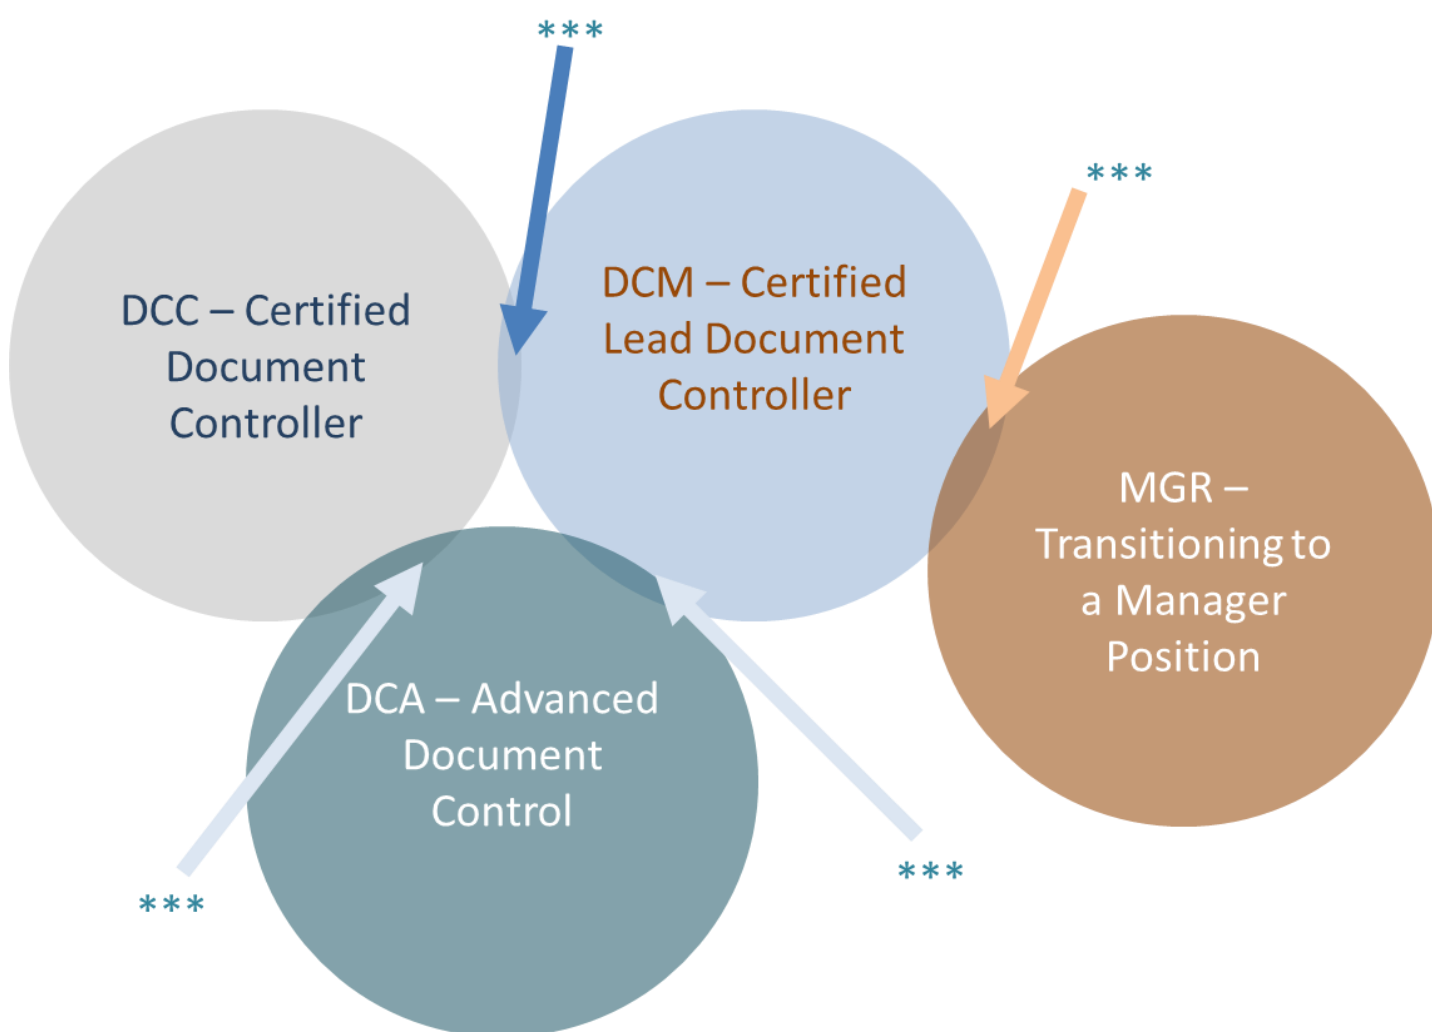 ***
***
DCC – Certified
Document
Controller
DCM – Certified
Lead Document
Controller
MGR –
Transitioning to
a Manager
Position
DCA – Advanced
Document
Control
***
***